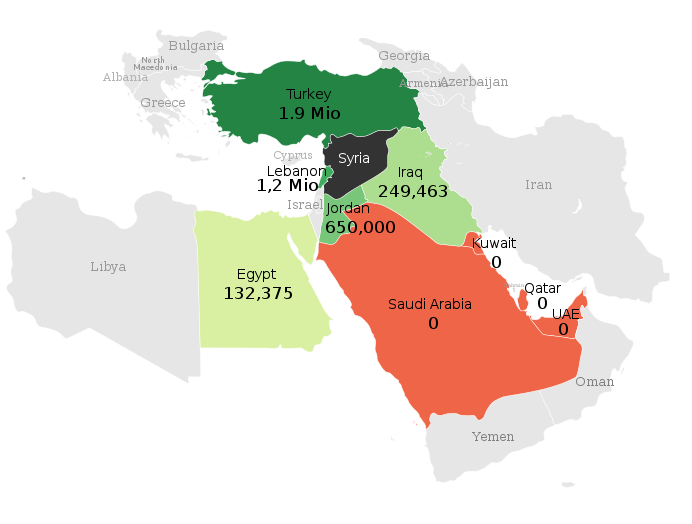 Bulgaria
Georgia
North
Macedonia
Albania
Armenia
Azerbaijan
Greece
Turkey
1.9 Mio
Cyprus
Syria
Lebanon
1,2 Mio
Iraq
249,463
Iran
Israel
Jordan
650,000
Kuwait
0
Libya
Egypt
132,375
Saudi Arabia
0
Qatar
0
UAE
0
Oman
Yemen